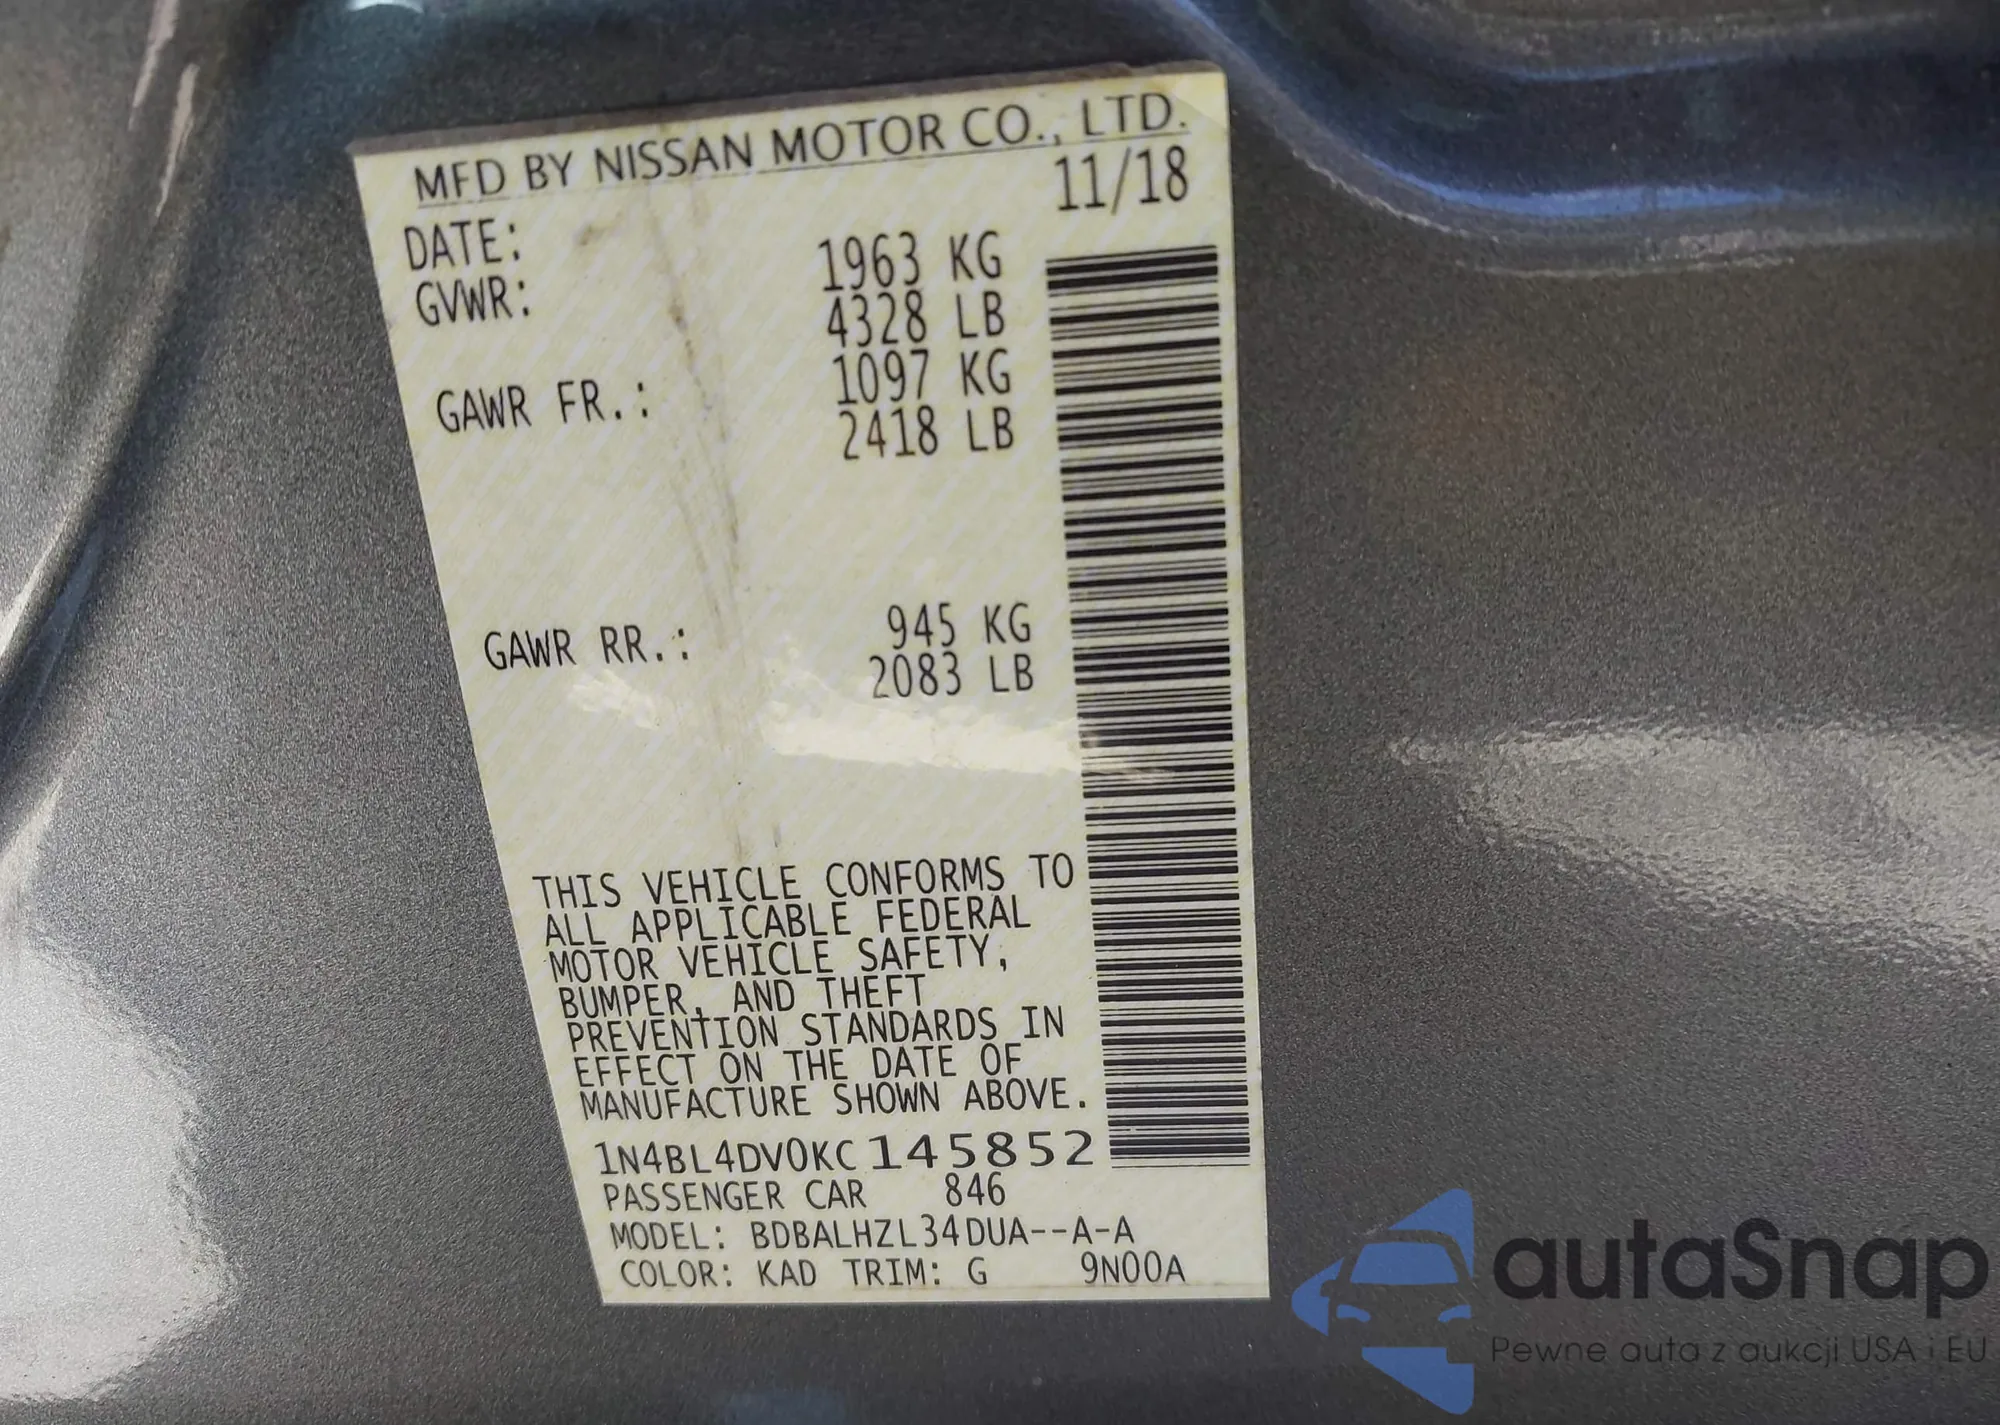 MFD BY NISSAN MOTOR CO., LTD.
DATE: 11/18
GVWR: 1963 KG
4328 LB
GAWR FR.: 1097 KG
2418 LB
GAWR RR.: 945 KG
2083 LB
THIS VEHICLE CONFORMS TO
ALL APPLICABLE FEDERAL
MOTOR VEHICLE SAFETY,
BUMPER, AND THEFT
PREVENTION STANDARDS IN
EFFECT ON THE DATE OF
MANUFACTURE SHOWN ABOVE.
1N4BL4DV0KC145852
PASSENGER CAR 846
MODEL: BDBALHZL34DUA--A-A
COLOR: KAD TRIM: G 9N00A
autaSnap
Pewne auta z aukcji USA i EU